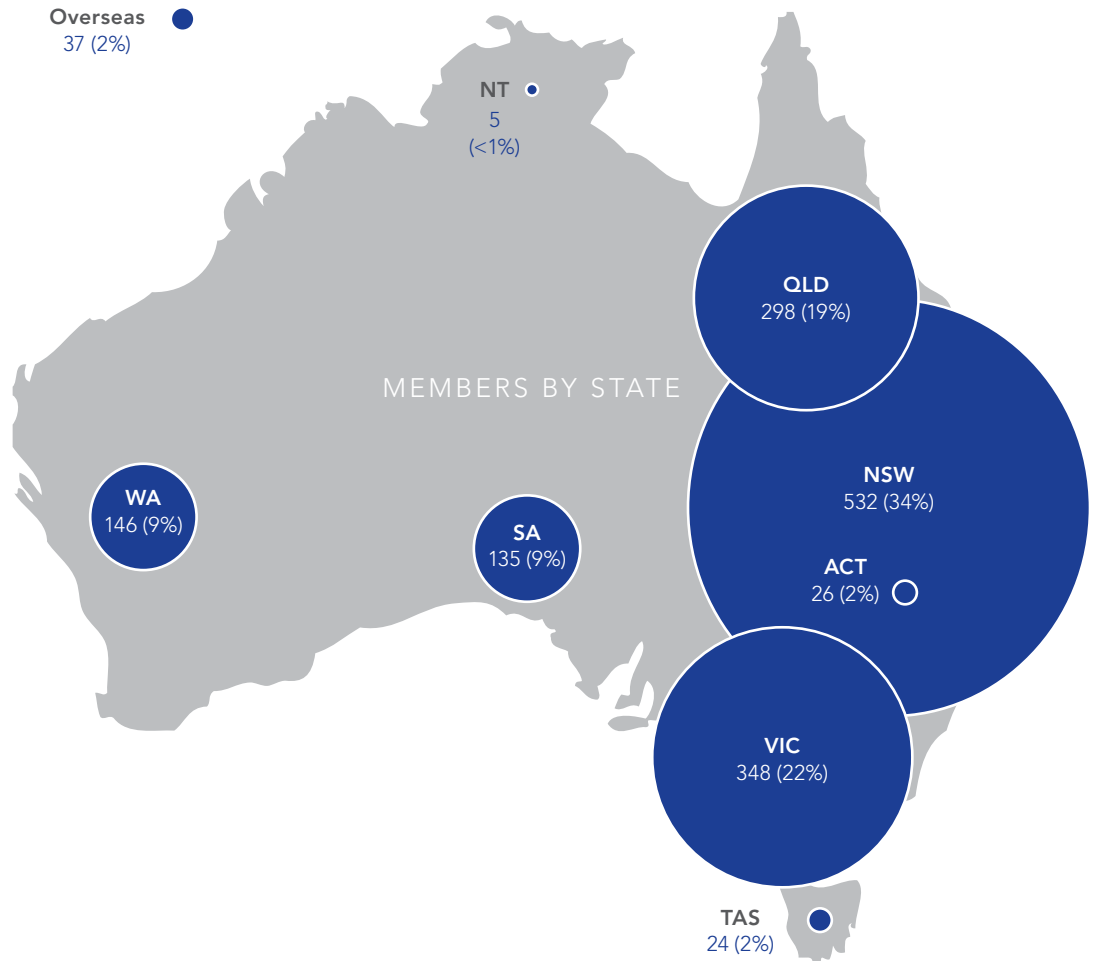 Overseas
37 (2%)
NT
5
(<1%)
QLD
298 (19%)
MEMBERS BY STATE
NSW
532 (34%)
WA
146 (9%)
SA
135 (9%)
ACT
26 (2%)
VIC
348 (22%)
TAS
24 (2%)